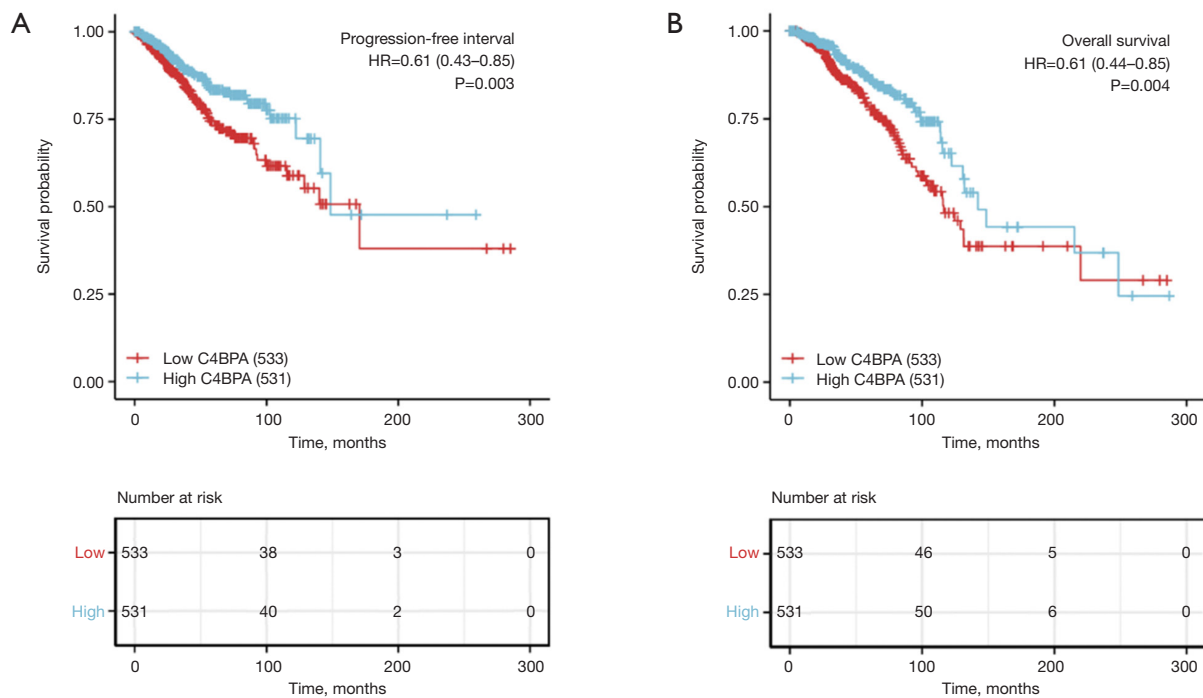 A
Progression-free interval
HR=0.61 (0.43–0.85)
P=0.003
1.00
0.75
0.50
0.25
0.00
Survival probability
Low C4BPA (533)
High C4BPA (531)
0 100 200 300
Time, months
Number at risk
Low 533 38 3 0
High 531 40 2 0
0 100 200 300
Time, months
B
Overall survival
HR=0.61 (0.44–0.85)
P=0.004
1.00
0.75
0.50
0.25
0.00
Survival probability
Low C4BPA (533)
High C4BPA (531)
0 100 200 300
Time, months
Number at risk
Low 533 46 5 0
High 531 50 6 0
0 100 200 300
Time, months